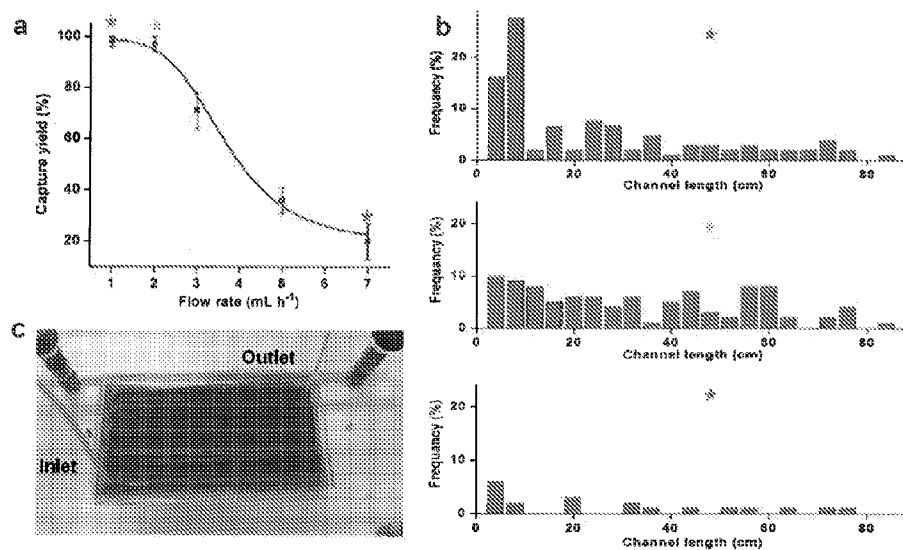 a
100
80
60
40
20
Capture yield (%)
1 2 3 4 5 6 7
Flow rate (mL h⁻¹)
b
20
10
0
Frequency (%)
0 20 40 60 80
Channel length (cm)
20
10
0
Frequency (%)
0 20 40 60 80
Channel length (cm)
20
10
0
Frequency (%)
0 20 40 60 80
Channel length (cm)
c
Outlet
Inlet